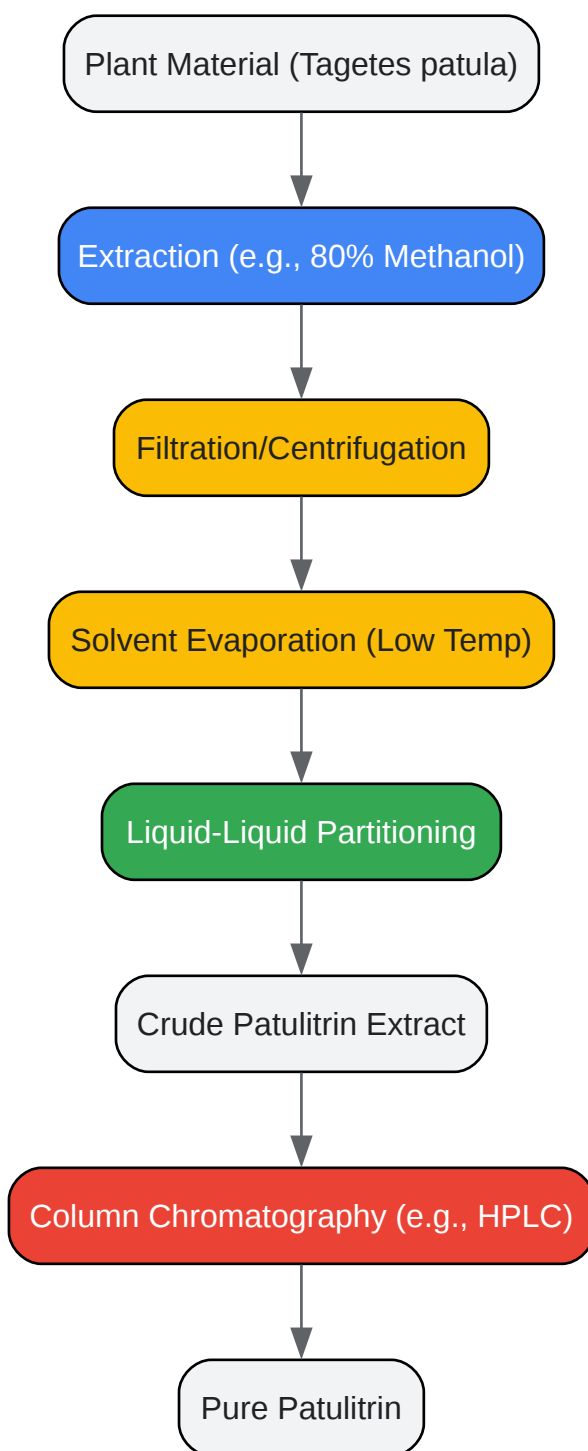 Plant Material (Tagetes patula)
Extraction (e.g., 80% Methanol)
Filtration/Centrifugation
Solvent Evaporation (Low Temp)
Liquid-Liquid Partitioning
Crude Patulitrin Extract
Column Chromatography (e.g., HPLC)
Pure Patulitrin